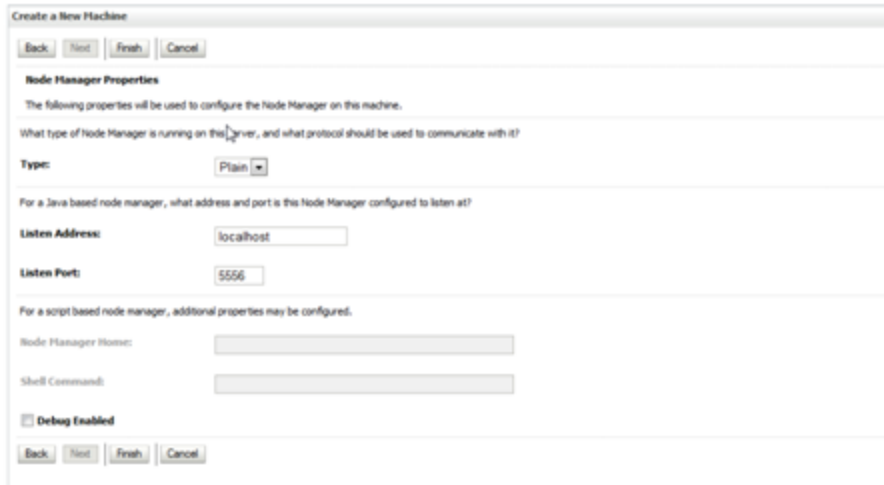 Create a New Machine
Back Next Finish Cancel
Node Manager Properties
The following properties will be used to configure the Node Manager on this machine.
What type of Node Manager is running on this server, and what protocol should be used to communicate with it?
Type: Plain
For a Java based node manager, what address and port is this Node Manager configured to listen at?
Listen Address: localhost
Listen Port: 5556
For a script based node manager, additional properties may be configured.
Node Manager Home:
Shell Command:
Debug Enabled
Back Next Finish Cancel